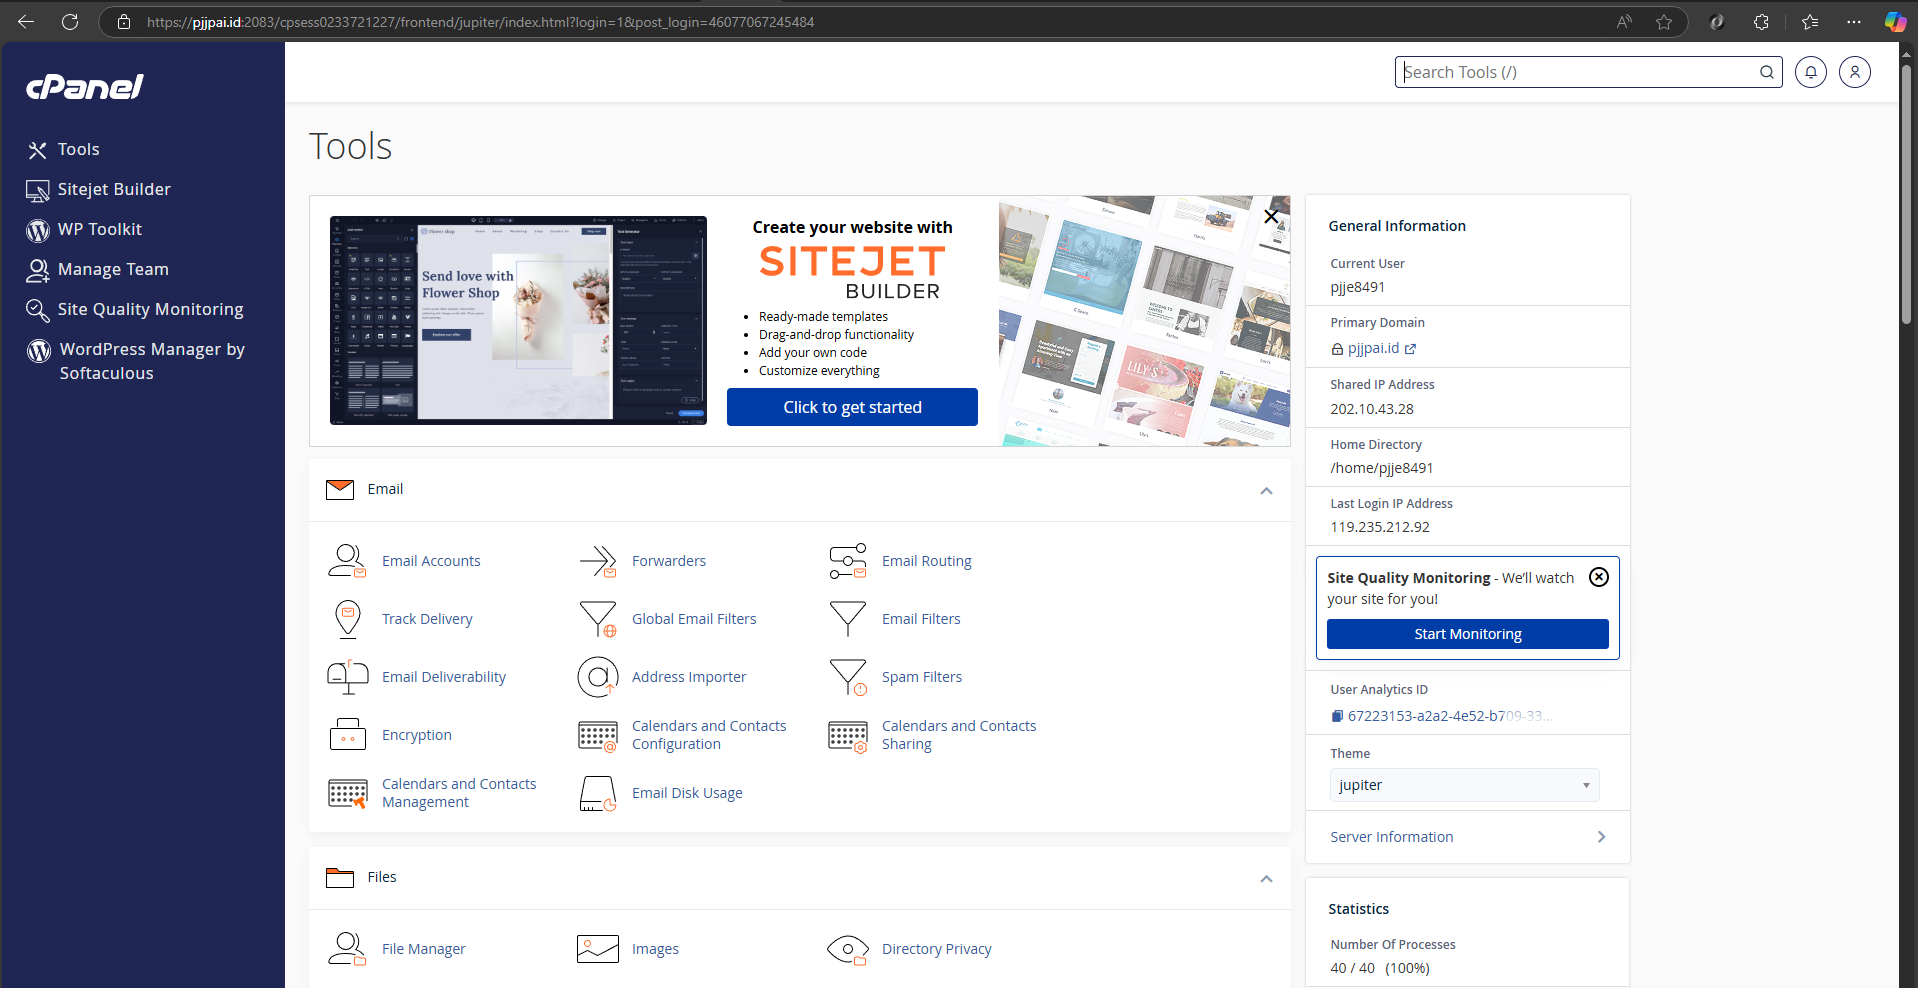 https://pjjpai.id:2083/cpsess0233721227/frontend/jupiter/index.html?login=1&post_login=46077067245484
cPanel
Search Tools (/)
Tools
Sitejet Builder
WP Toolkit
Manage Team
Site Quality Monitoring
WordPress Manager by
Softaculous
Tools
Flower shop
Send love with
Flower Shop
Create your website with
SITEJET
BUILDER
Ready-made templates
Drag-and-drop functionality
Add your own code
Customize everything
Click to get started
LILY'S
Email
Email Accounts
Forwarders
Email Routing
Track Delivery
Global Email Filters
Email Filters
Email Deliverability
Address Importer
Spam Filters
Encryption
Calendars and Contacts
Configuration
Calendars and Contacts
Sharing
Calendars and Contacts
Management
Email Disk Usage
Files
File Manager
Images
Directory Privacy
General Information
Current User
pjje8491
Primary Domain
pjjpai.id
Shared IP Address
202.10.43.28
Home Directory
/home/pjje8491
Last Login IP Address
119.235.212.92
Site Quality Monitoring - We'll watch
your site for you!
Start Monitoring
User Analytics ID
67223153-a2a2-4e52-b709-33...
Theme
jupiter
Server Information
Statistics
Number Of Processes
40 / 40 (100%)